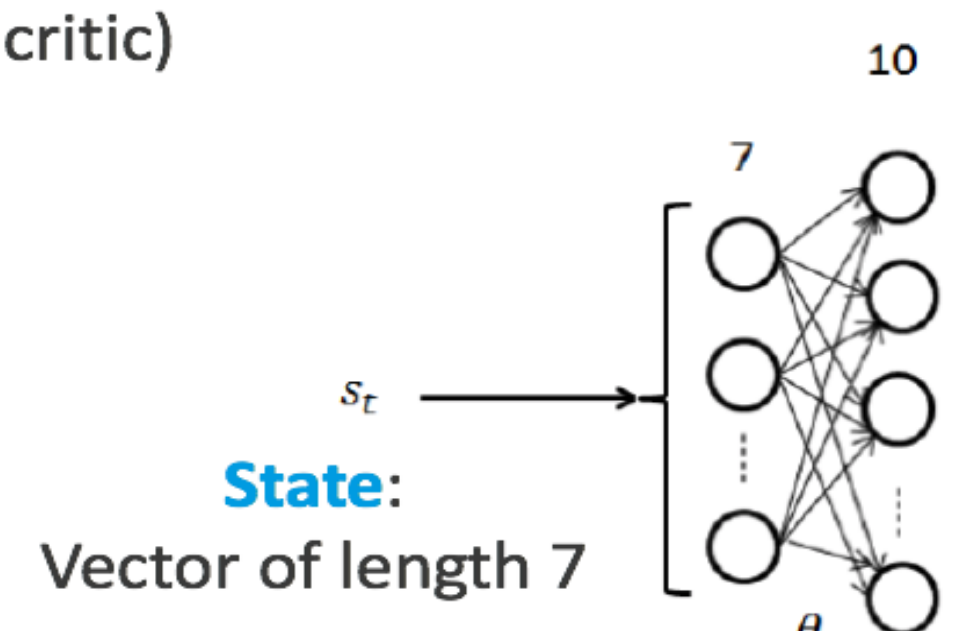 critic)
10
7
s_t
State:
Vector of length 7
θ